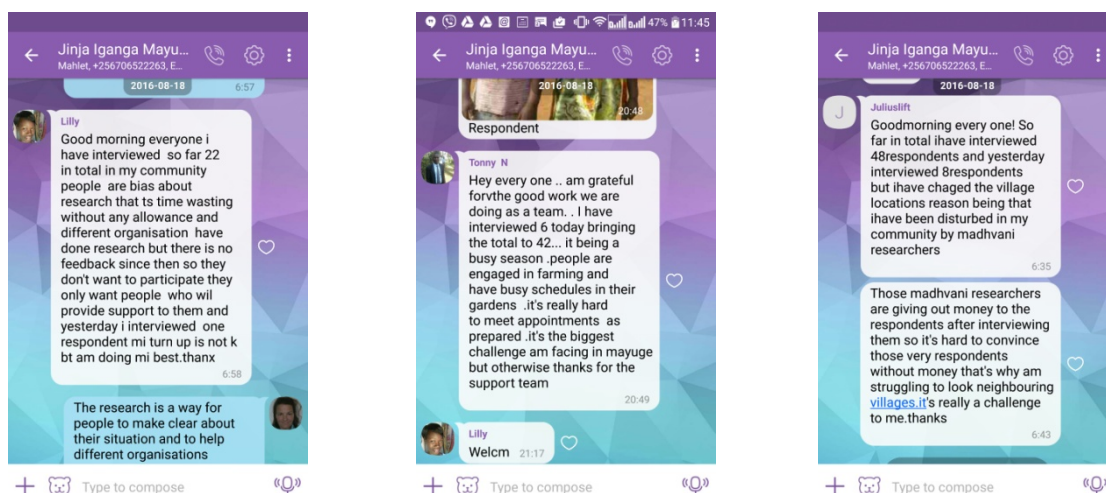 Jinja Iganga Mayu...
Mahlet, +256706522263, E...
2016-08-18
6:57
Lilly
Good morning everyone i
have interviewed so far 22
in total in my community
people are bias about
research that ts time wasting
without any allowance and
different organisation have
done research but there is no
feedback since then so they
don't want to participate they
only want people who wil
provide support to them and
yesterday i interviewed one
respondent mi turn up is not k
bt am doing mi best.thanx
6:58
The research is a way for
people to make clear about
their situation and to help
different organisations
Type to compose
47% 11:45
Jinja Iganga Mayu...
Mahlet, +256706522263, E...
2016-08-18
20:48
Respondent
Tonny N
Hey every one .. am grateful
forvthe good work we are
doing as a team. . I have
interviewed 6 today bringing
the total to 42... it being a
busy season .people are
engaged in farming and
have busy schedules in their
gardens .it's really hard
to meet appointments as
prepared .it's the biggest
challenge am facing in mayuge
but otherwise thanks for the
support team
20:49
Lilly
Welcm 21:17
Type to compose
Jinja Iganga Mayu...
Mahlet, +256706522263, E...
2016-08-18
J
Juliuslift
Goodmorning every one! So
far in total ihave interviewed
48respondents and yesterday
interviewed 8respondents
but ihave chaged the village
locations reason being that
ihave been disturbed in my
community by madhvani
researchers
6:35
Those madhvani researchers
are giving out money to the
respondents after interviewing
them so it's hard to convince
those very respondents
without money that's why am
struggling to look neighbouring
villages.it's really a challenge
to me.thanks
6:43
Type to compose